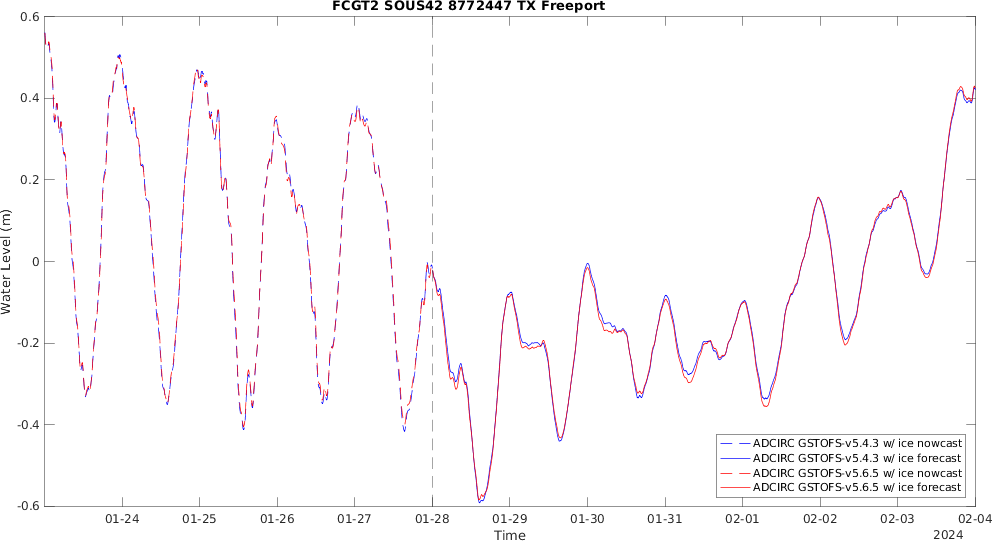 FCGT2 SOUS42 8772447 TX Freeport
0.6
0.4
0.2
0
-0.2
-0.4
-0.6
Water Level (m)
ADCIRC GSTOFS-v5.4.3 w/ ice nowcast
ADCIRC GSTOFS-v5.4.3 w/ ice forecast
ADCIRC GSTOFS-v5.6.5 w/ ice nowcast
ADCIRC GSTOFS-v5.6.5 w/ ice forecast
01-24 01-25 01-26 01-27 01-28 01-29 01-30 01-31 02-01 02-02 02-03 02-04
Time
2024